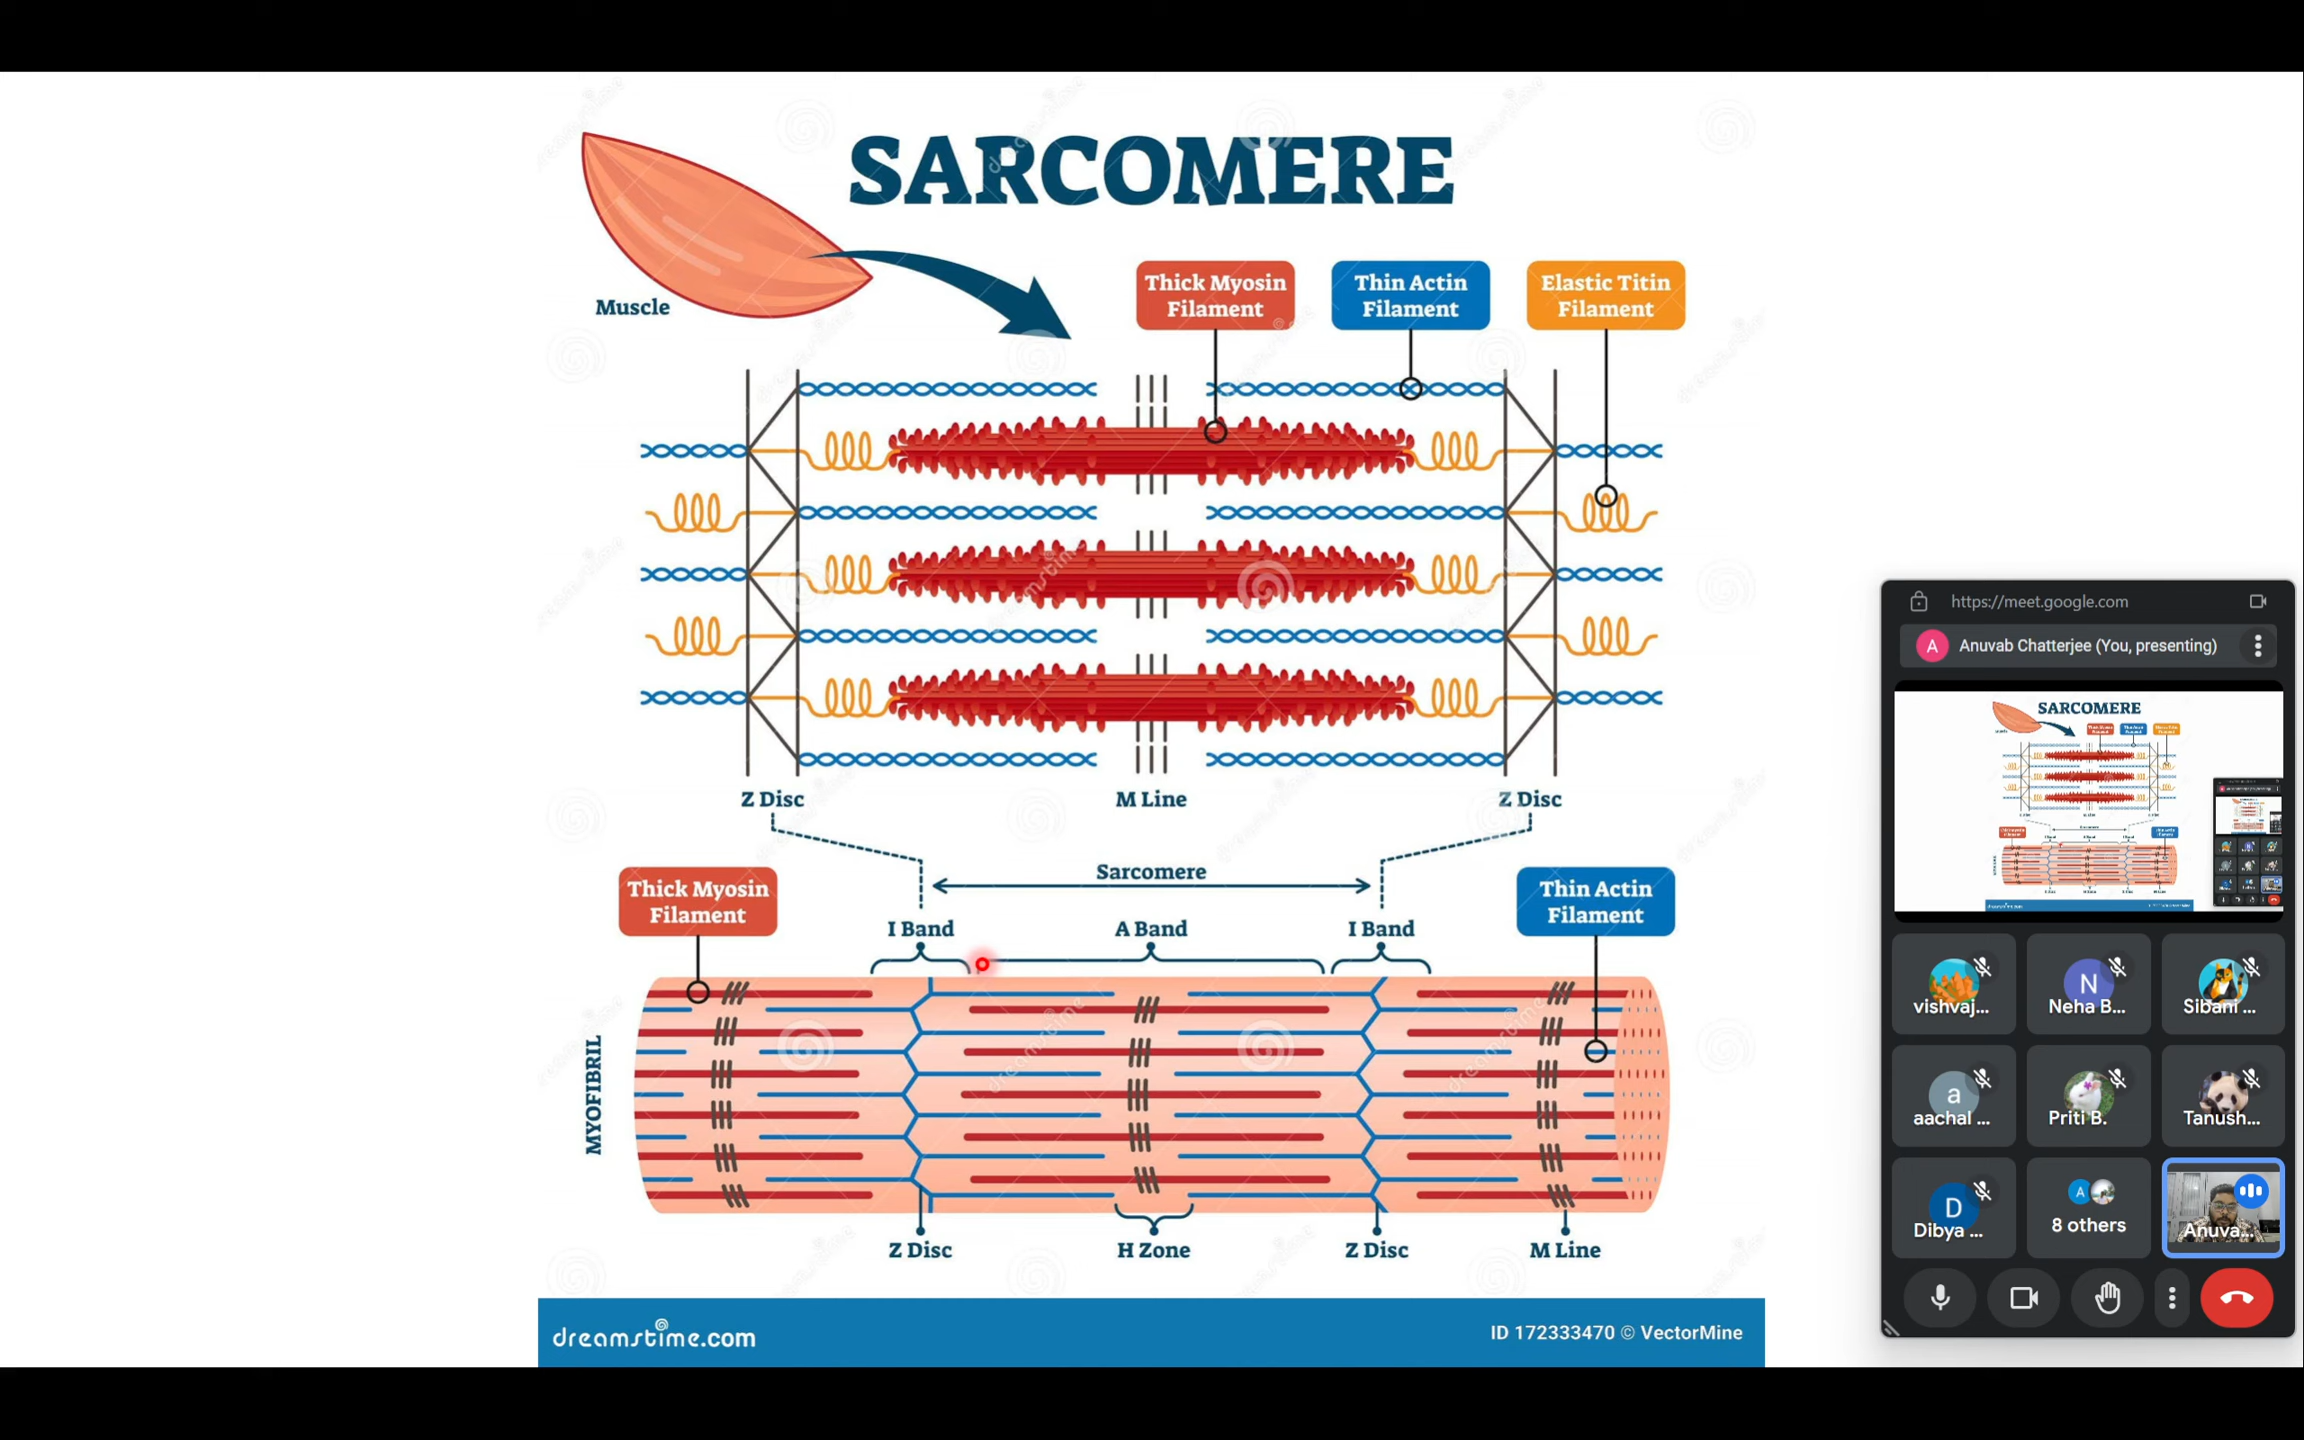 SARCOMERE
Muscle
Thick Myosin
Filament
Thin Actin
Filament
Elastic Titin
Filament
Z Disc
M Line
Z Disc
Sarcomere
Thick Myosin
Filament
Thin Actin
Filament
I Band
A Band
I Band
MYOFIBRIL
Z Disc
H Zone
Z Disc
M Line
dreamstime.com
ID 172333470 © VectorMine
https://meet.google.com
A
Anuvab Chatterjee (You, presenting)
SARCOMERE
vishvaj...
N
Neha B...
Sibani ...
a
aachal ...
Priti B.
Tanush...
D
Dibya ...
A
8 others
Anuva...